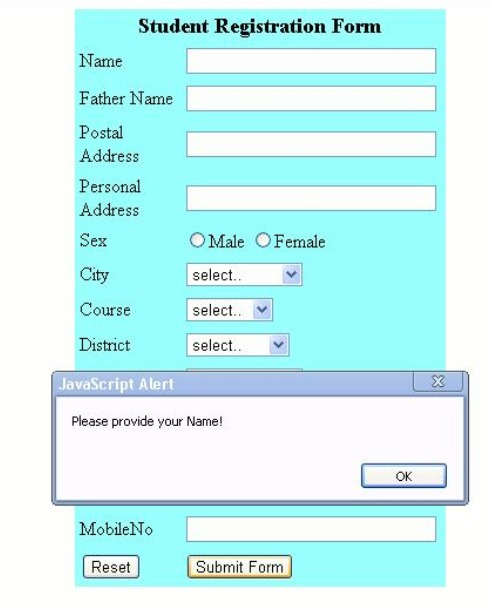 Student Registration Form
Name
Father Name
Postal
Address
Personal
Address
Sex Male Female
City select..
Course select..
District select..
JavaScript Alert
Please provide your Name!
OK
MobileNo
Reset Submit Form